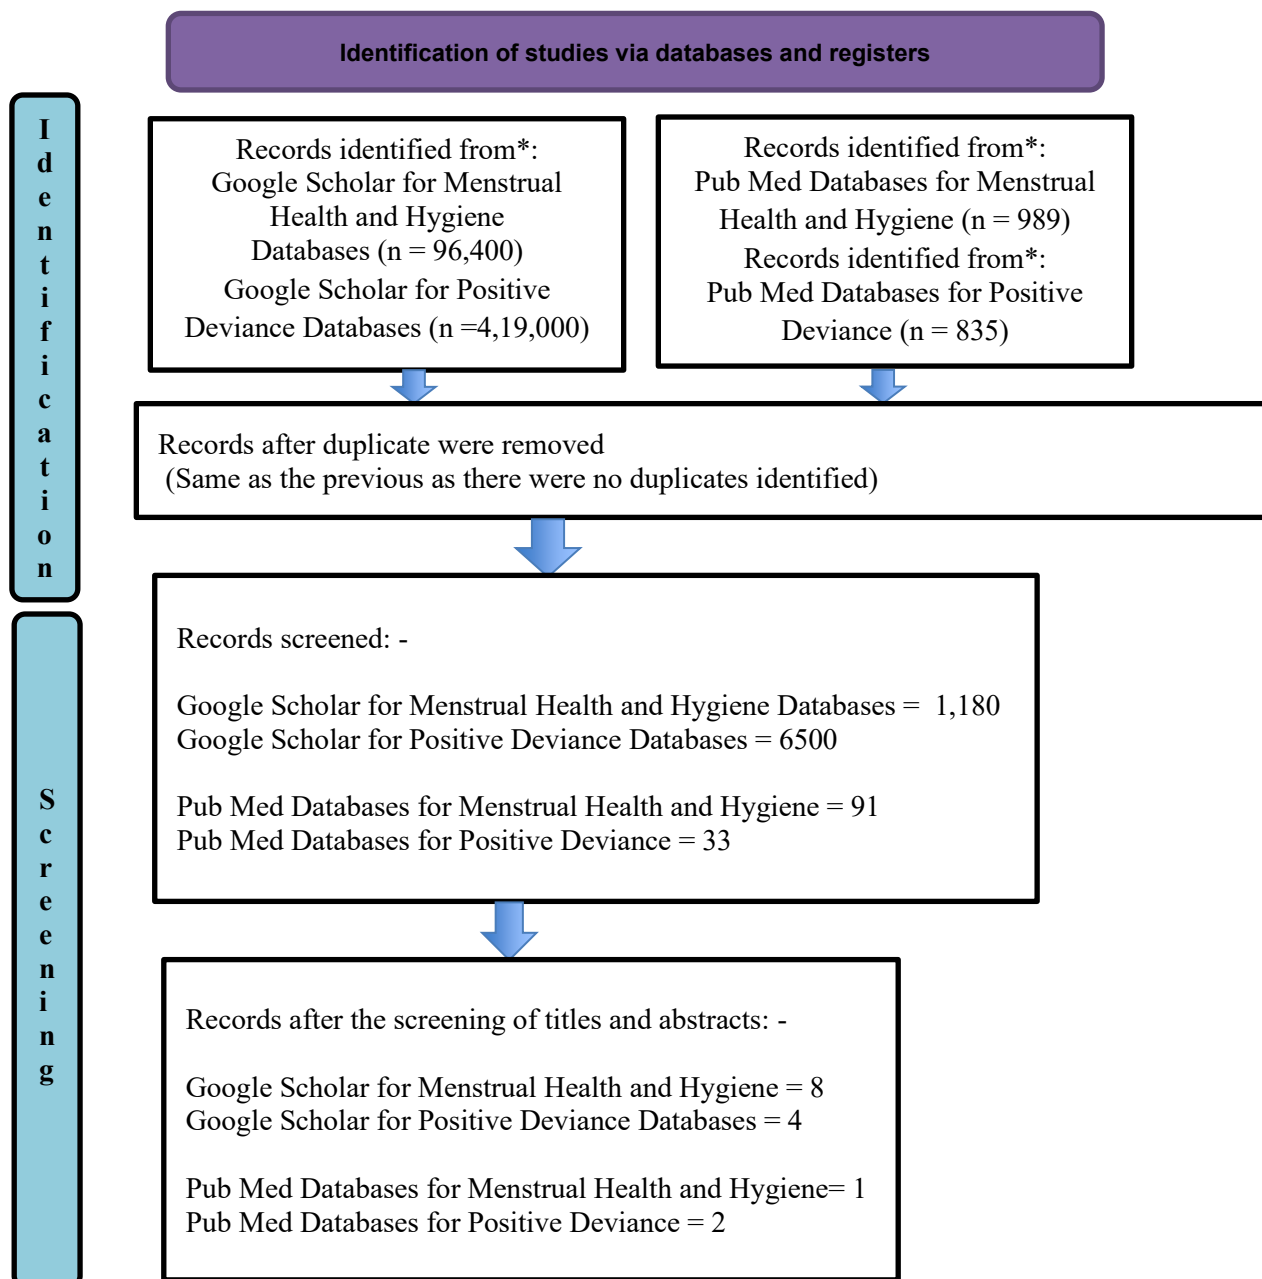 Identification of studies via databases and registers
Identification
Records identified from*:
Google Scholar for Menstrual
Health and Hygiene
Databases (n = 96,400)
Google Scholar for Positive
Deviance Databases (n =4,19,000)
Records identified from*:
Pub Med Databases for Menstrual
Health and Hygiene (n = 989)
Records identified from*:
Pub Med Databases for Positive
Deviance (n = 835)
Records after duplicate were removed
(Same as the previous as there were no duplicates identified)
Screening
Records screened: -
Google Scholar for Menstrual Health and Hygiene Databases = 1,180
Google Scholar for Positive Deviance Databases = 6500
Pub Med Databases for Menstrual Health and Hygiene = 91
Pub Med Databases for Positive Deviance = 33
Records after the screening of titles and abstracts: -
Google Scholar for Menstrual Health and Hygiene = 8
Google Scholar for Positive Deviance Databases = 4
Pub Med Databases for Menstrual Health and Hygiene= 1
Pub Med Databases for Positive Deviance = 2